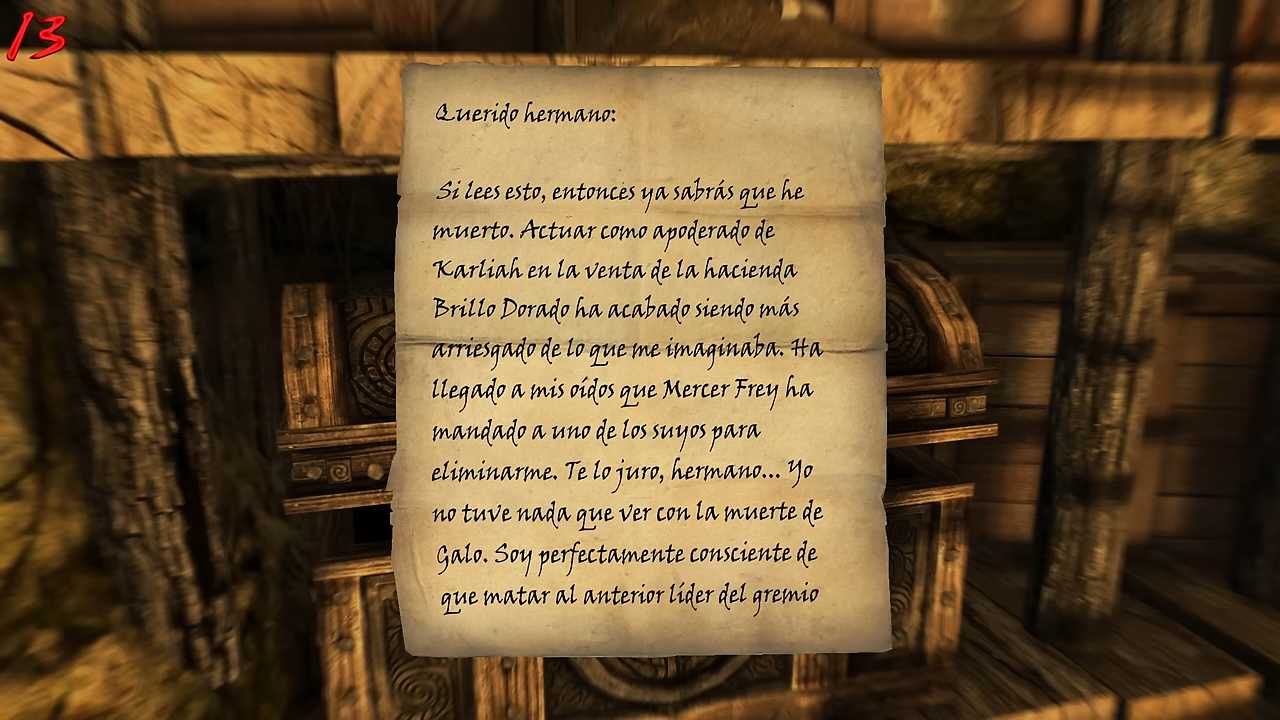 13
Querido hermano:
Si lees esto, entonces ya sabrás que he
muerto. Actuar como apoderado de
Karliah en la venta de la hacienda
Brillo Dorado ha acabado siendo más
arriesgado de lo que me imaginaba. Ha
llegado a mis oídos que Mercer Frey ha
mandado a uno de los suyos para
eliminarme. Te lo juro, hermano... Yo
no tuve nada que ver con la muerte de
Galo. Soy perfectamente consciente de
que matar al anterior líder del gremio